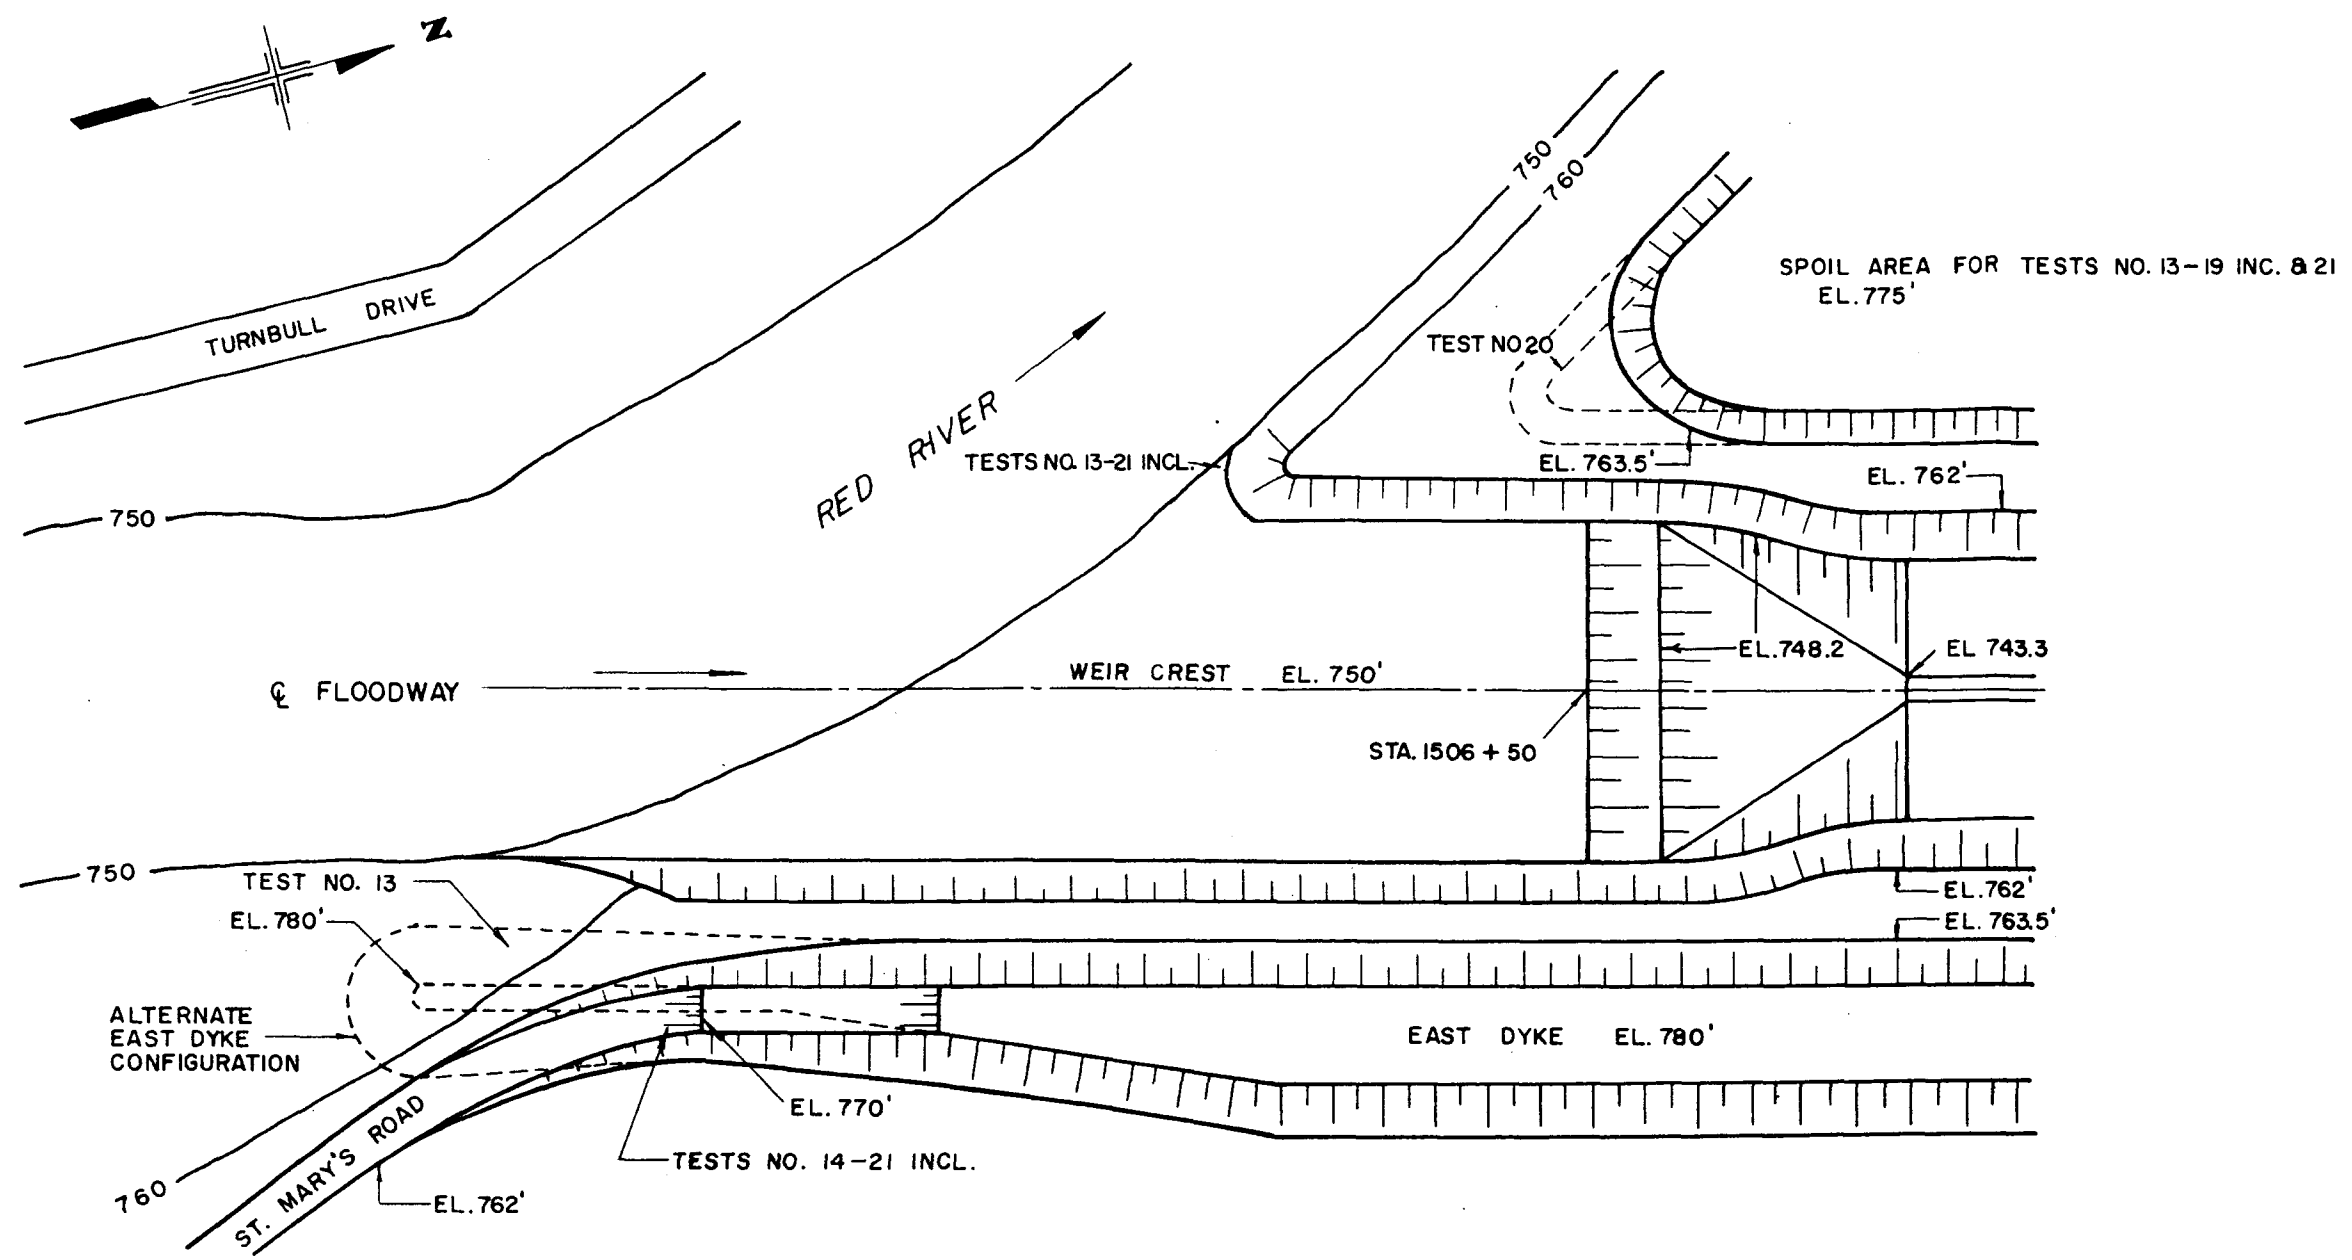 N
750
760
SPOIL AREA FOR TESTS NO. 13-19 INC. & 21
EL. 775'
TURNBULL DRIVE
TEST NO 20
RED RIVER
TESTS NO. 13-21 INCL.
EL. 763.5'
EL. 762'
750
EL. 748.2
EL 743.3
WEIR CREST EL. 750'
℄ FLOODWAY
STA. 1506 + 50
750
TEST NO. 13
EL. 780'
EL. 762'
EL. 763.5'
ALTERNATE
EAST DYKE
CONFIGURATION
EAST DYKE EL. 780'
EL. 770'
TESTS NO. 14-21 INCL.
760
ST. MARY'S ROAD
EL. 762'